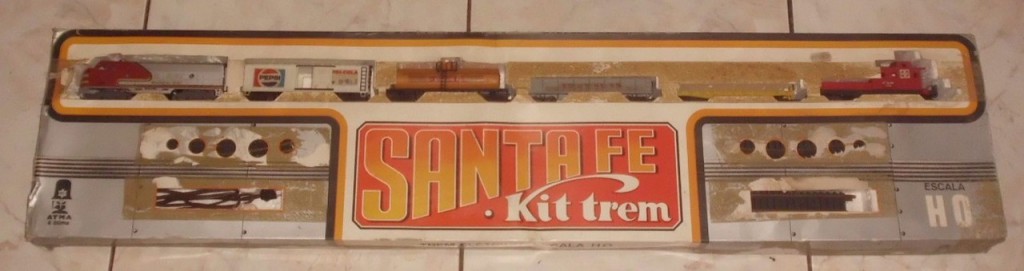 PEPSI
SANTA FE
Kit trem
ATMA
ESCALA
HO